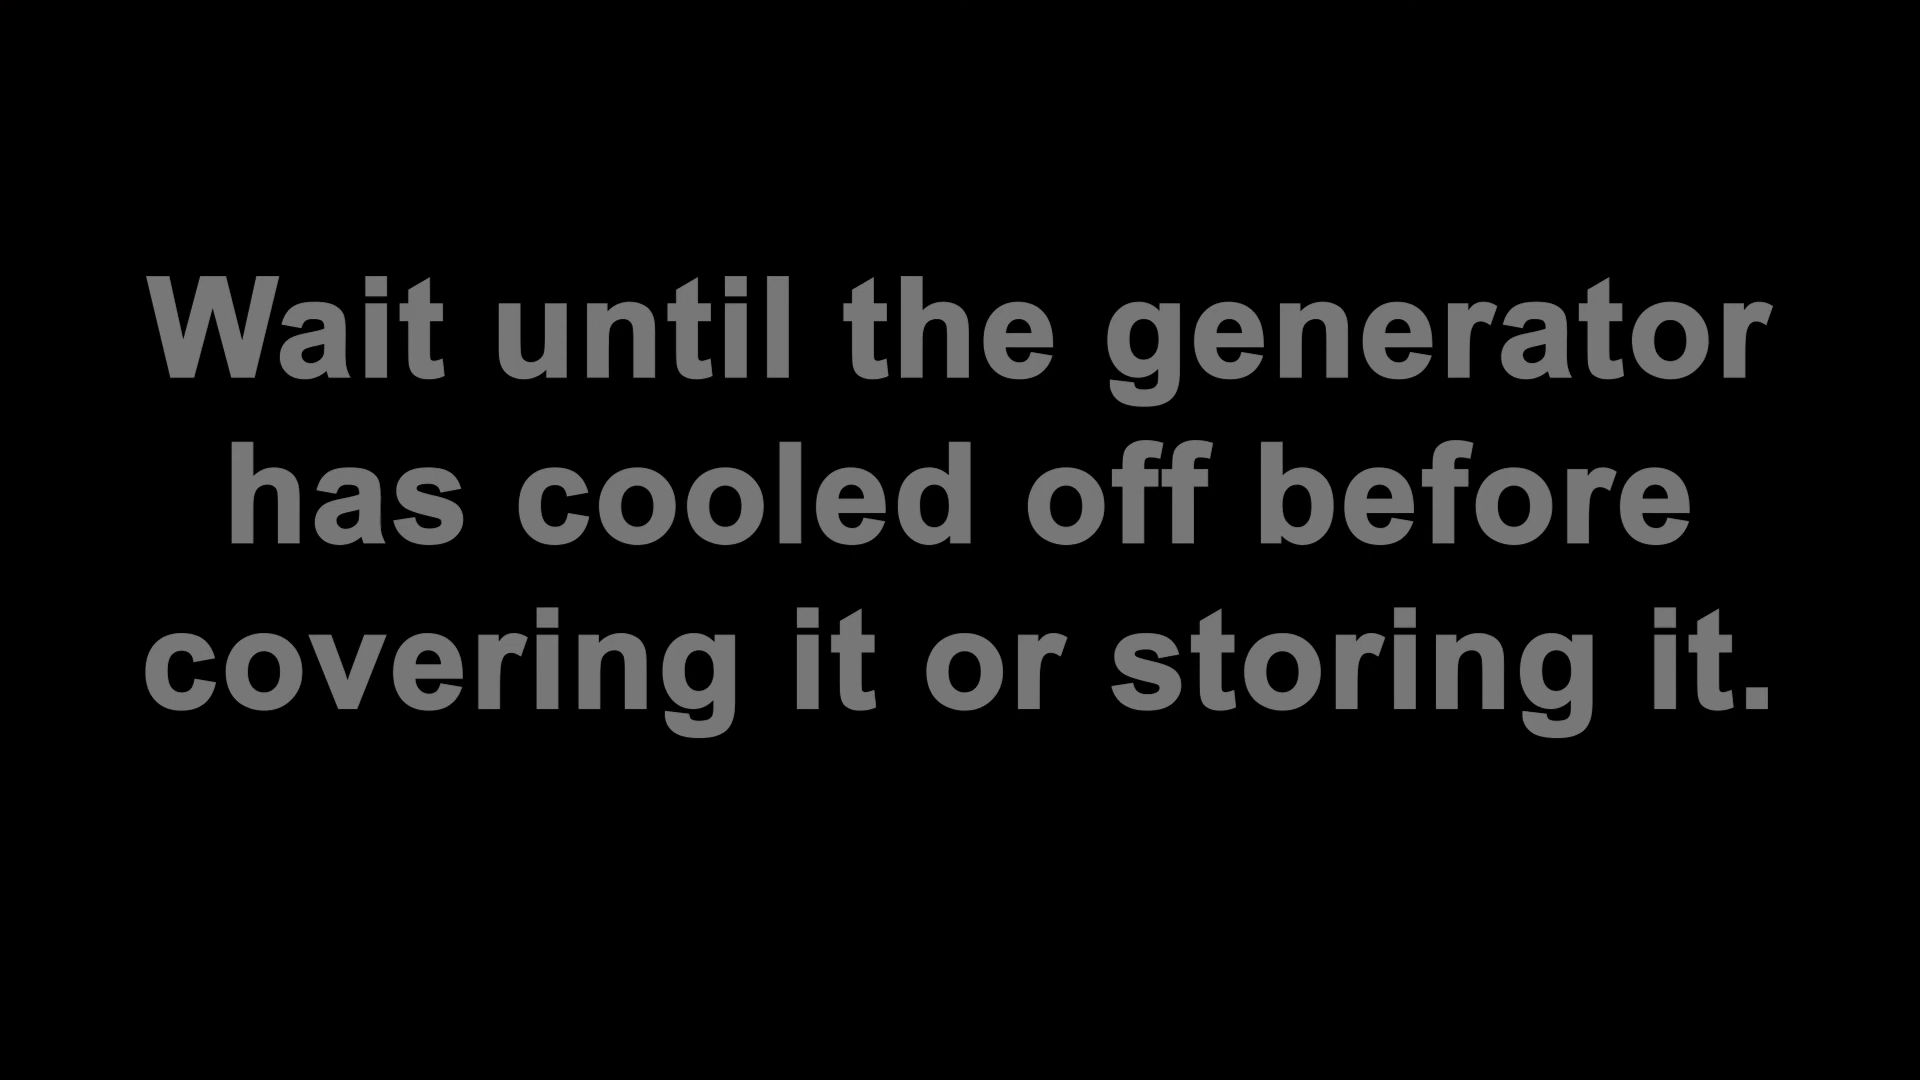 Wait until the generator
has cooled off before
covering it or storing it.